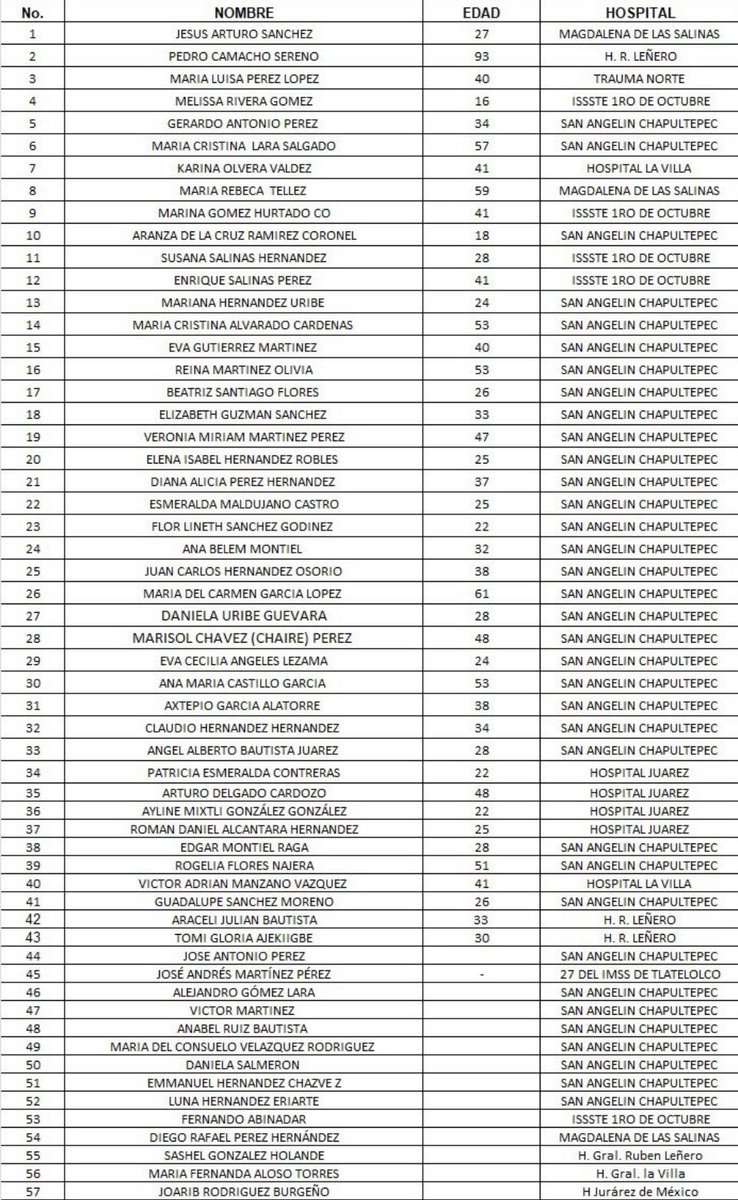 No. NOMBRE EDAD HOSPITAL
1 JESUS ARTURO SANCHEZ 27 MAGDALENA DE LAS SALINAS
2 PEDRO CAMACHO SERENO 93 H. R. LEÑERO
3 MARIA LUISA PEREZ LOPEZ 40 TRAUMA NORTE
4 MELISSA RIVERA GOMEZ 16 ISSSTE 1RO DE OCTUBRE
5 GERARDO ANTONIO PEREZ 34 SAN ANGELIN CHAPULTEPEC
6 MARIA CRISTINA LARA SALGADO 57 SAN ANGELIN CHAPULTEPEC
7 KARINA OLVERA VALDEZ 41 HOSPITAL LA VILLA
8 MARIA REBECA TELLEZ 59 MAGDALENA DE LAS SALINAS
9 MARINA GOMEZ HURTADO CO 41 ISSSTE 1RO DE OCTUBRE
10 ARANZA DE LA CRUZ RAMIREZ CORONEL 18 SAN ANGELIN CHAPULTEPEC
11 SUSANA SALINAS HERNANDEZ 28 ISSSTE 1RO DE OCTUBRE
12 ENRIQUE SALINAS PEREZ 41 ISSSTE 1RO DE OCTUBRE
13 MARIANA HERNANDEZ URIBE 24 SAN ANGELIN CHAPULTEPEC
14 MARIA CRISTINA ALVARADO CARDENAS 53 SAN ANGELIN CHAPULTEPEC
15 EVA GUTIERREZ MARTINEZ 40 SAN ANGELIN CHAPULTEPEC
16 REINA MARTINEZ OLIVIA 53 SAN ANGELIN CHAPULTEPEC
17 BEATRIZ SANTIAGO FLORES 26 SAN ANGELIN CHAPULTEPEC
18 ELIZABETH GUZMAN SANCHEZ 33 SAN ANGELIN CHAPULTEPEC
19 VERONIA MIRIAM MARTINEZ PEREZ 47 SAN ANGELIN CHAPULTEPEC
20 ELENA ISABEL HERNANDEZ ROBLES 25 SAN ANGELIN CHAPULTEPEC
21 DIANA ALICIA PEREZ HERNANDEZ 37 SAN ANGELIN CHAPULTEPEC
22 ESMERALDA MALDUJANO CASTRO 25 SAN ANGELIN CHAPULTEPEC
23 FLOR LINETH SANCHEZ GODINEZ 22 SAN ANGELIN CHAPULTEPEC
24 ANA BELEM MONTIEL 32 SAN ANGELIN CHAPULTEPEC
25 JUAN CARLOS HERNANDEZ OSORIO 38 SAN ANGELIN CHAPULTEPEC
26 MARIA DEL CARMEN GARCIA LOPEZ 61 SAN ANGELIN CHAPULTEPEC
27 DANIELA URIBE GUEVARA 28 SAN ANGELIN CHAPULTEPEC
28 MARISOL CHAVEZ (CHAIRE) PEREZ 48 SAN ANGELIN CHAPULTEPEC
29 EVA CECILIA ANGELES LEZAMA 24 SAN ANGELIN CHAPULTEPEC
30 ANA MARIA CASTILLO GARCIA 53 SAN ANGELIN CHAPULTEPEC
31 AXTEPIO GARCIA ALATORRE 38 SAN ANGELIN CHAPULTEPEC
32 CLAUDIO HERNANDEZ HERNANDEZ 34 SAN ANGELIN CHAPULTEPEC
33 ANGEL ALBERTO BAUTISTA JUAREZ 28 SAN ANGELIN CHAPULTEPEC
34 PATRICIA ESMERALDA CONTRERAS 22 HOSPITAL JUAREZ
35 ARTURO DELGADO CARDOZO 48 HOSPITAL JUAREZ
36 AYLINE MIXTLI GONZÁLEZ GONZÁLEZ 22 HOSPITAL JUAREZ
37 ROMAN DANIEL ALCANTARA HERNANDEZ 25 HOSPITAL JUAREZ
38 EDGAR MONTIEL RAGA 28 SAN ANGELIN CHAPULTEPEC
39 ROGELIA FLORES NAJERA 51 SAN ANGELIN CHAPULTEPEC
40 VICTOR ADRIAN MANZANO VAZQUEZ 41 HOSPITAL LA VILLA
41 GUADALUPE SANCHEZ MORENO 26 SAN ANGELIN CHAPULTEPEC
42 ARACELI JULIAN BAUTISTA 33 H. R. LEÑERO
43 TOMI GLORIA AJEKIIGBE 30 H. R. LEÑERO
44 JOSE ANTONIO PEREZ SAN ANGELIN CHAPULTEPEC
45 JOSÉ ANDRÉS MARTÍNEZ PÉREZ - 27 DEL IMSS DE TLATELOLCO
46 ALEJANDRO GÓMEZ LARA SAN ANGELIN CHAPULTEPEC
47 VICTOR MARTINEZ SAN ANGELIN CHAPULTEPEC
48 ANABEL RUIZ BAUTISTA SAN ANGELIN CHAPULTEPEC
49 MARIA DEL CONSUELO VELAZQUEZ RODRIGUEZ SAN ANGELIN CHAPULTEPEC
50 DANIELA SALMERON SAN ANGELIN CHAPULTEPEC
51 EMMANUEL HERNANDEZ CHAZVE Z SAN ANGELIN CHAPULTEPEC
52 LUNA HERNANDEZ ERIARTE SAN ANGELIN CHAPULTEPEC
53 FERNANDO ABINADAR ISSSTE 1RO DE OCTUBRE
54 DIEGO RAFAEL PEREZ HERNÁNDEZ MAGDALENA DE LAS SALINAS
55 SASHEL GONZALEZ HOLANDE H. Gral. Ruben Leñero
56 MARIA FERNANDA ALOSO TORRES H. Gral. la Villa
57 JOARIB RODRIGUEZ BURGEÑO H Jurárez de México